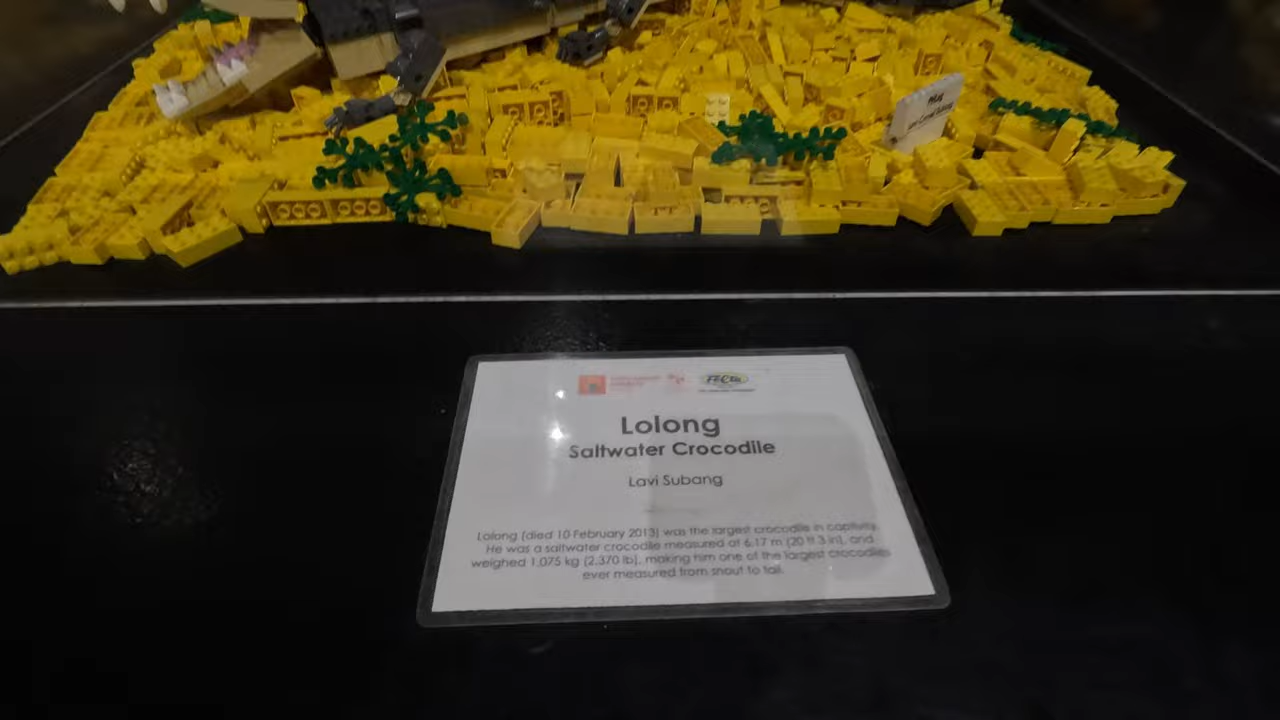 Lolong
Saltwater Crocodile
Lavi Subang
Lolong (died 10 February 2013) was the largest crocodile in captivity.
He was a saltwater crocodile measured at 6.17 m (20 ft 3 in), and
weighed 1,075 kg (2,370 lb), making him one of the largest crocodiles
ever measured from snout to tail.